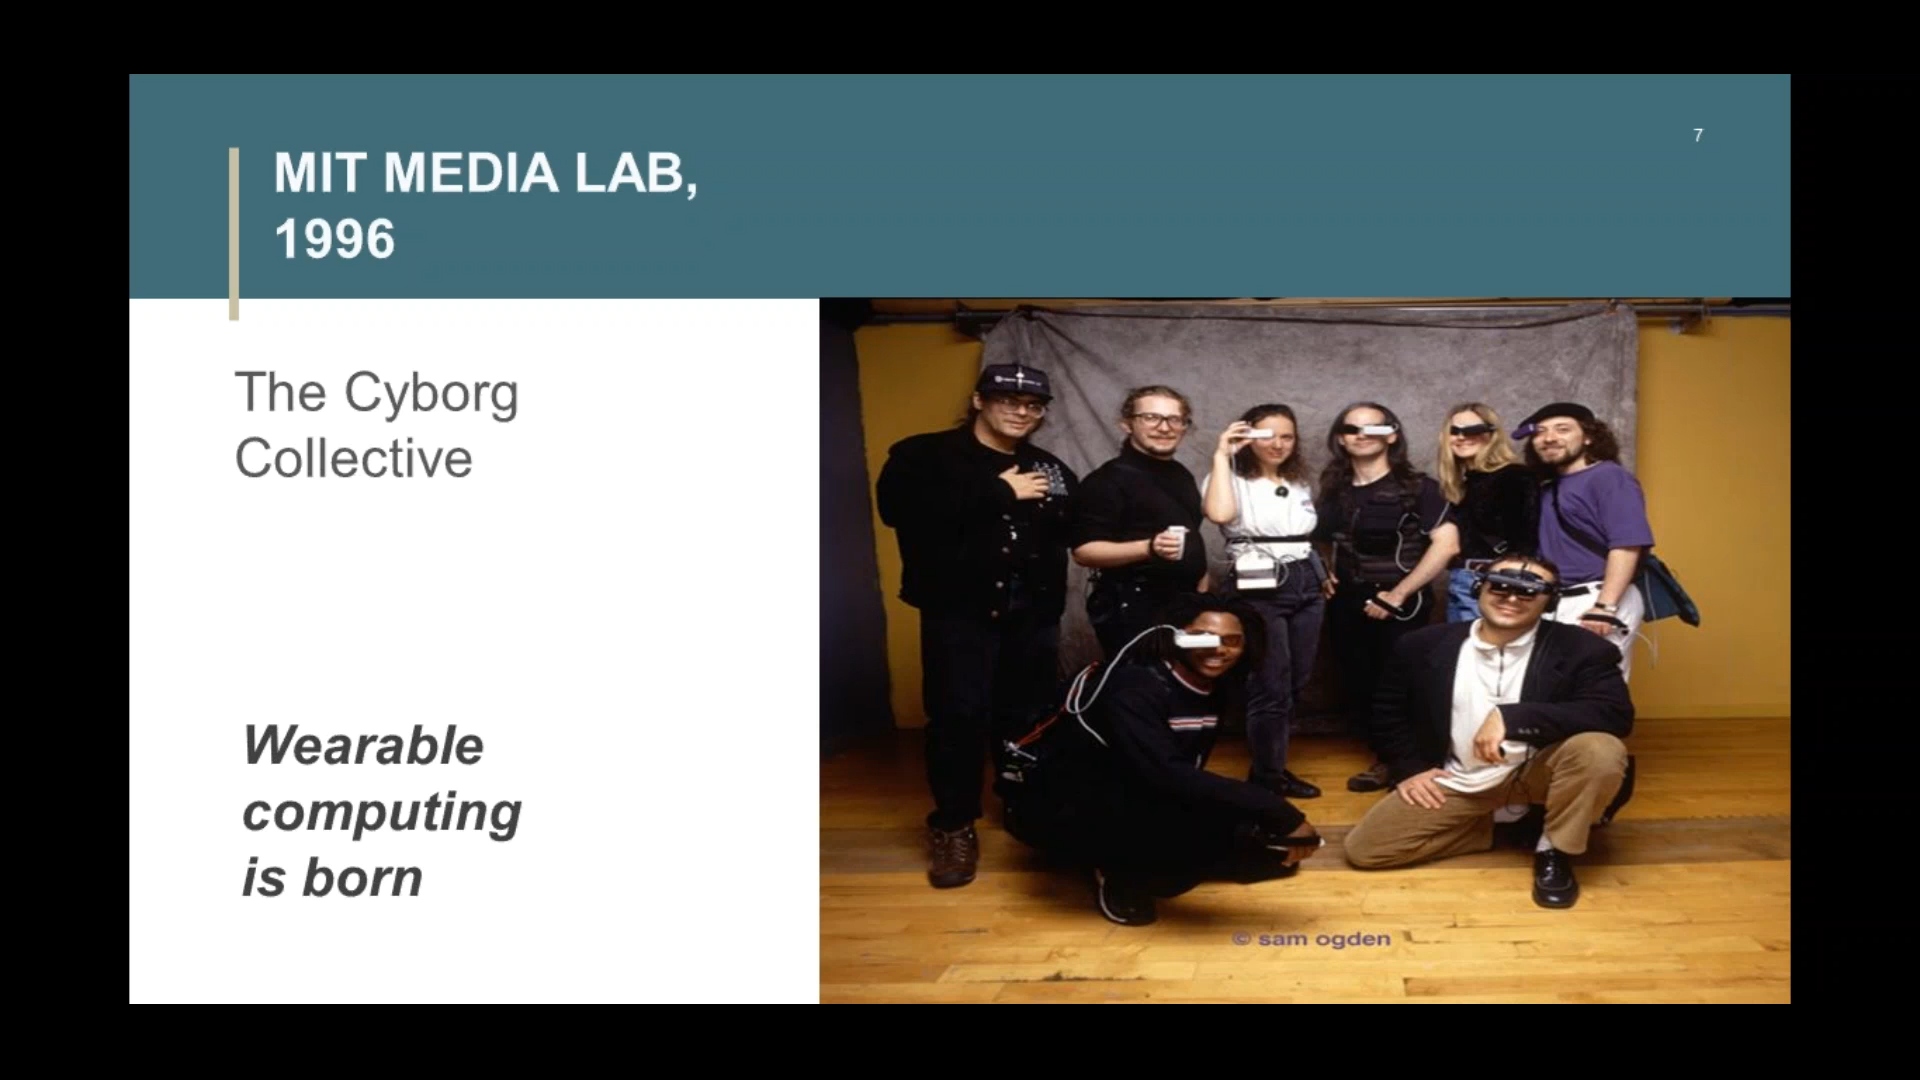 7
MIT MEDIA LAB,
1996
The Cyborg
Collective
Wearable
computing
is born
© sam ogden